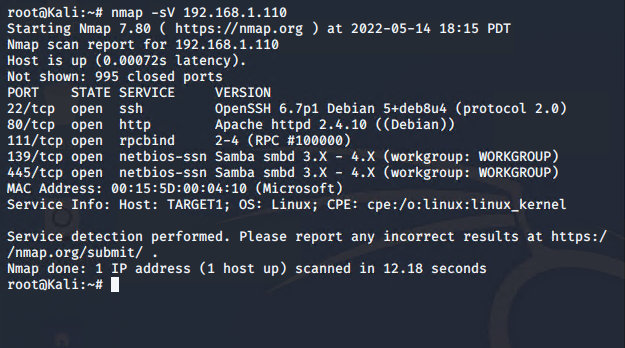 root@Kali:~# nmap -sV 192.168.1.110
Starting Nmap 7.80 ( https://nmap.org ) at 2022-05-14 18:15 PDT
Nmap scan report for 192.168.1.110
Host is up (0.00072s latency).
Not shown: 995 closed ports
PORT    STATE SERVICE     VERSION
22/tcp  open  ssh         OpenSSH 6.7p1 Debian 5+deb8u4 (protocol 2.0)
80/tcp  open  http        Apache httpd 2.4.10 ((Debian))
111/tcp open  rpcbind     2-4 (RPC #100000)
139/tcp open  netbios-ssn Samba smbd 3.X - 4.X (workgroup: WORKGROUP)
445/tcp open  netbios-ssn Samba smbd 3.X - 4.X (workgroup: WORKGROUP)
MAC Address: 00:15:5D:00:04:10 (Microsoft)
Service Info: Host: TARGET1; OS: Linux; CPE: cpe:/o:linux:linux_kernel

Service detection performed. Please report any incorrect results at https:/
/nmap.org/submit/ .
Nmap done: 1 IP address (1 host up) scanned in 12.18 seconds
root@Kali:~#